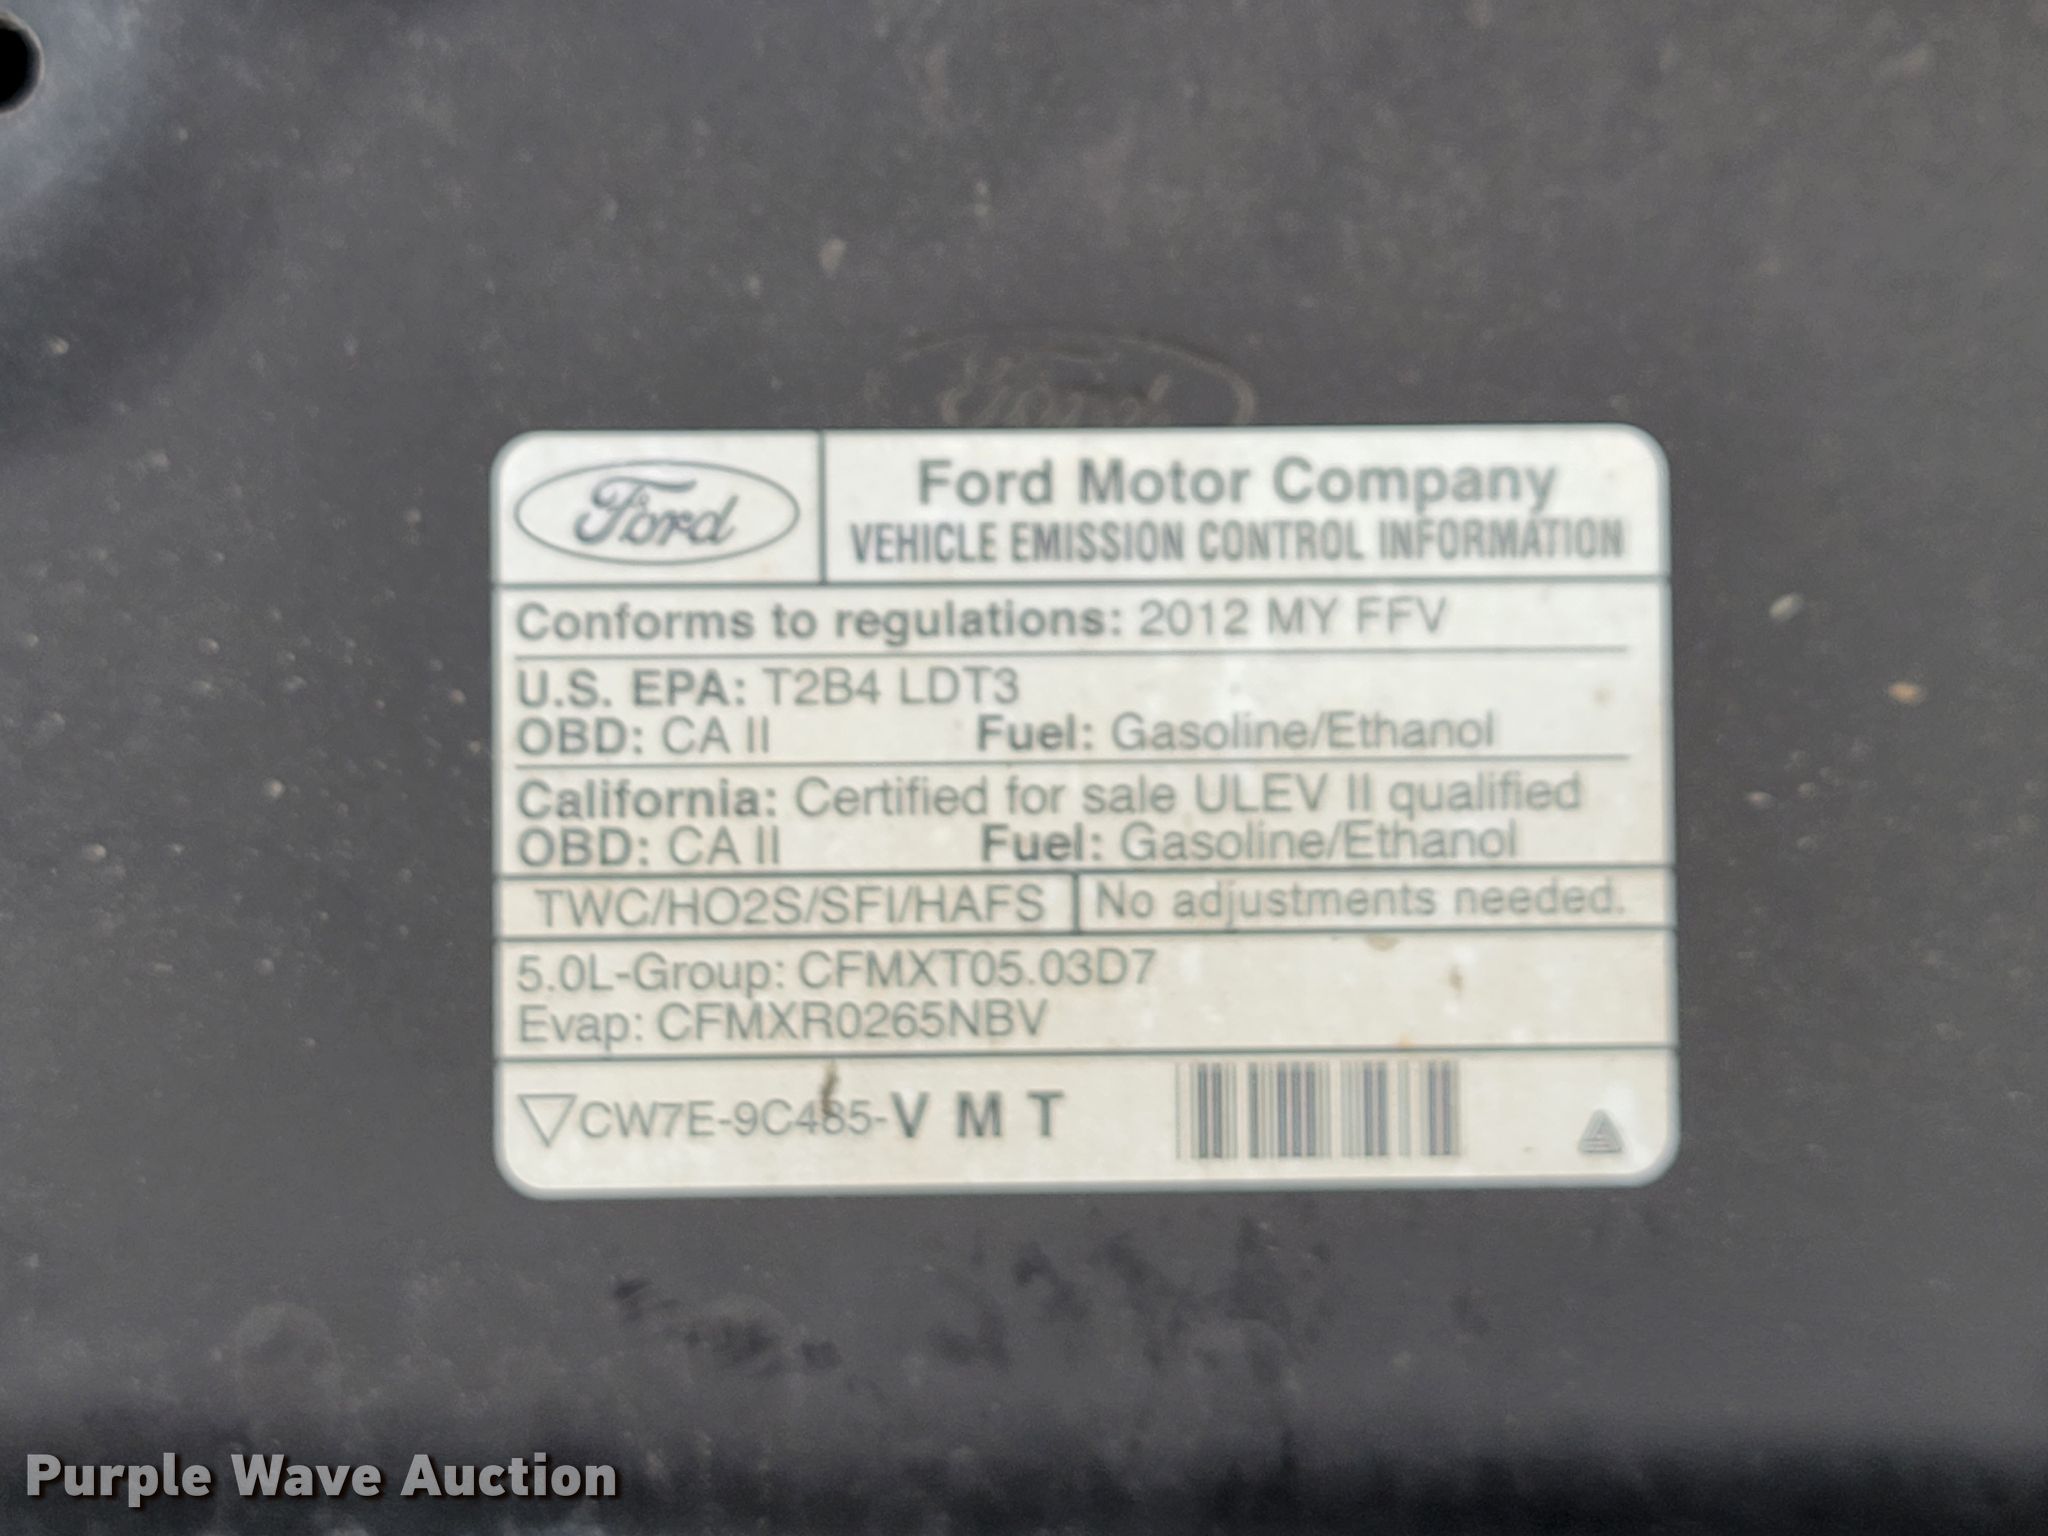 Ford
Ford
Ford Motor Company
VEHICLE EMISSION CONTROL INFORMATION
Conforms to regulations: 2012 MY FFV
U.S. EPA: T2B4 LDT3
OBD: CA II Fuel: Gasoline/Ethanol
California: Certified for sale ULEV II qualified
OBD: CA II Fuel: Gasoline/Ethanol
TWC/HO2S/SFI/HAFS No adjustments needed.
5.0L-Group: CFMXT05.03D7
Evap: CFMXR0265NBV
CW7E-9C485-V M T
Purple Wave Auction